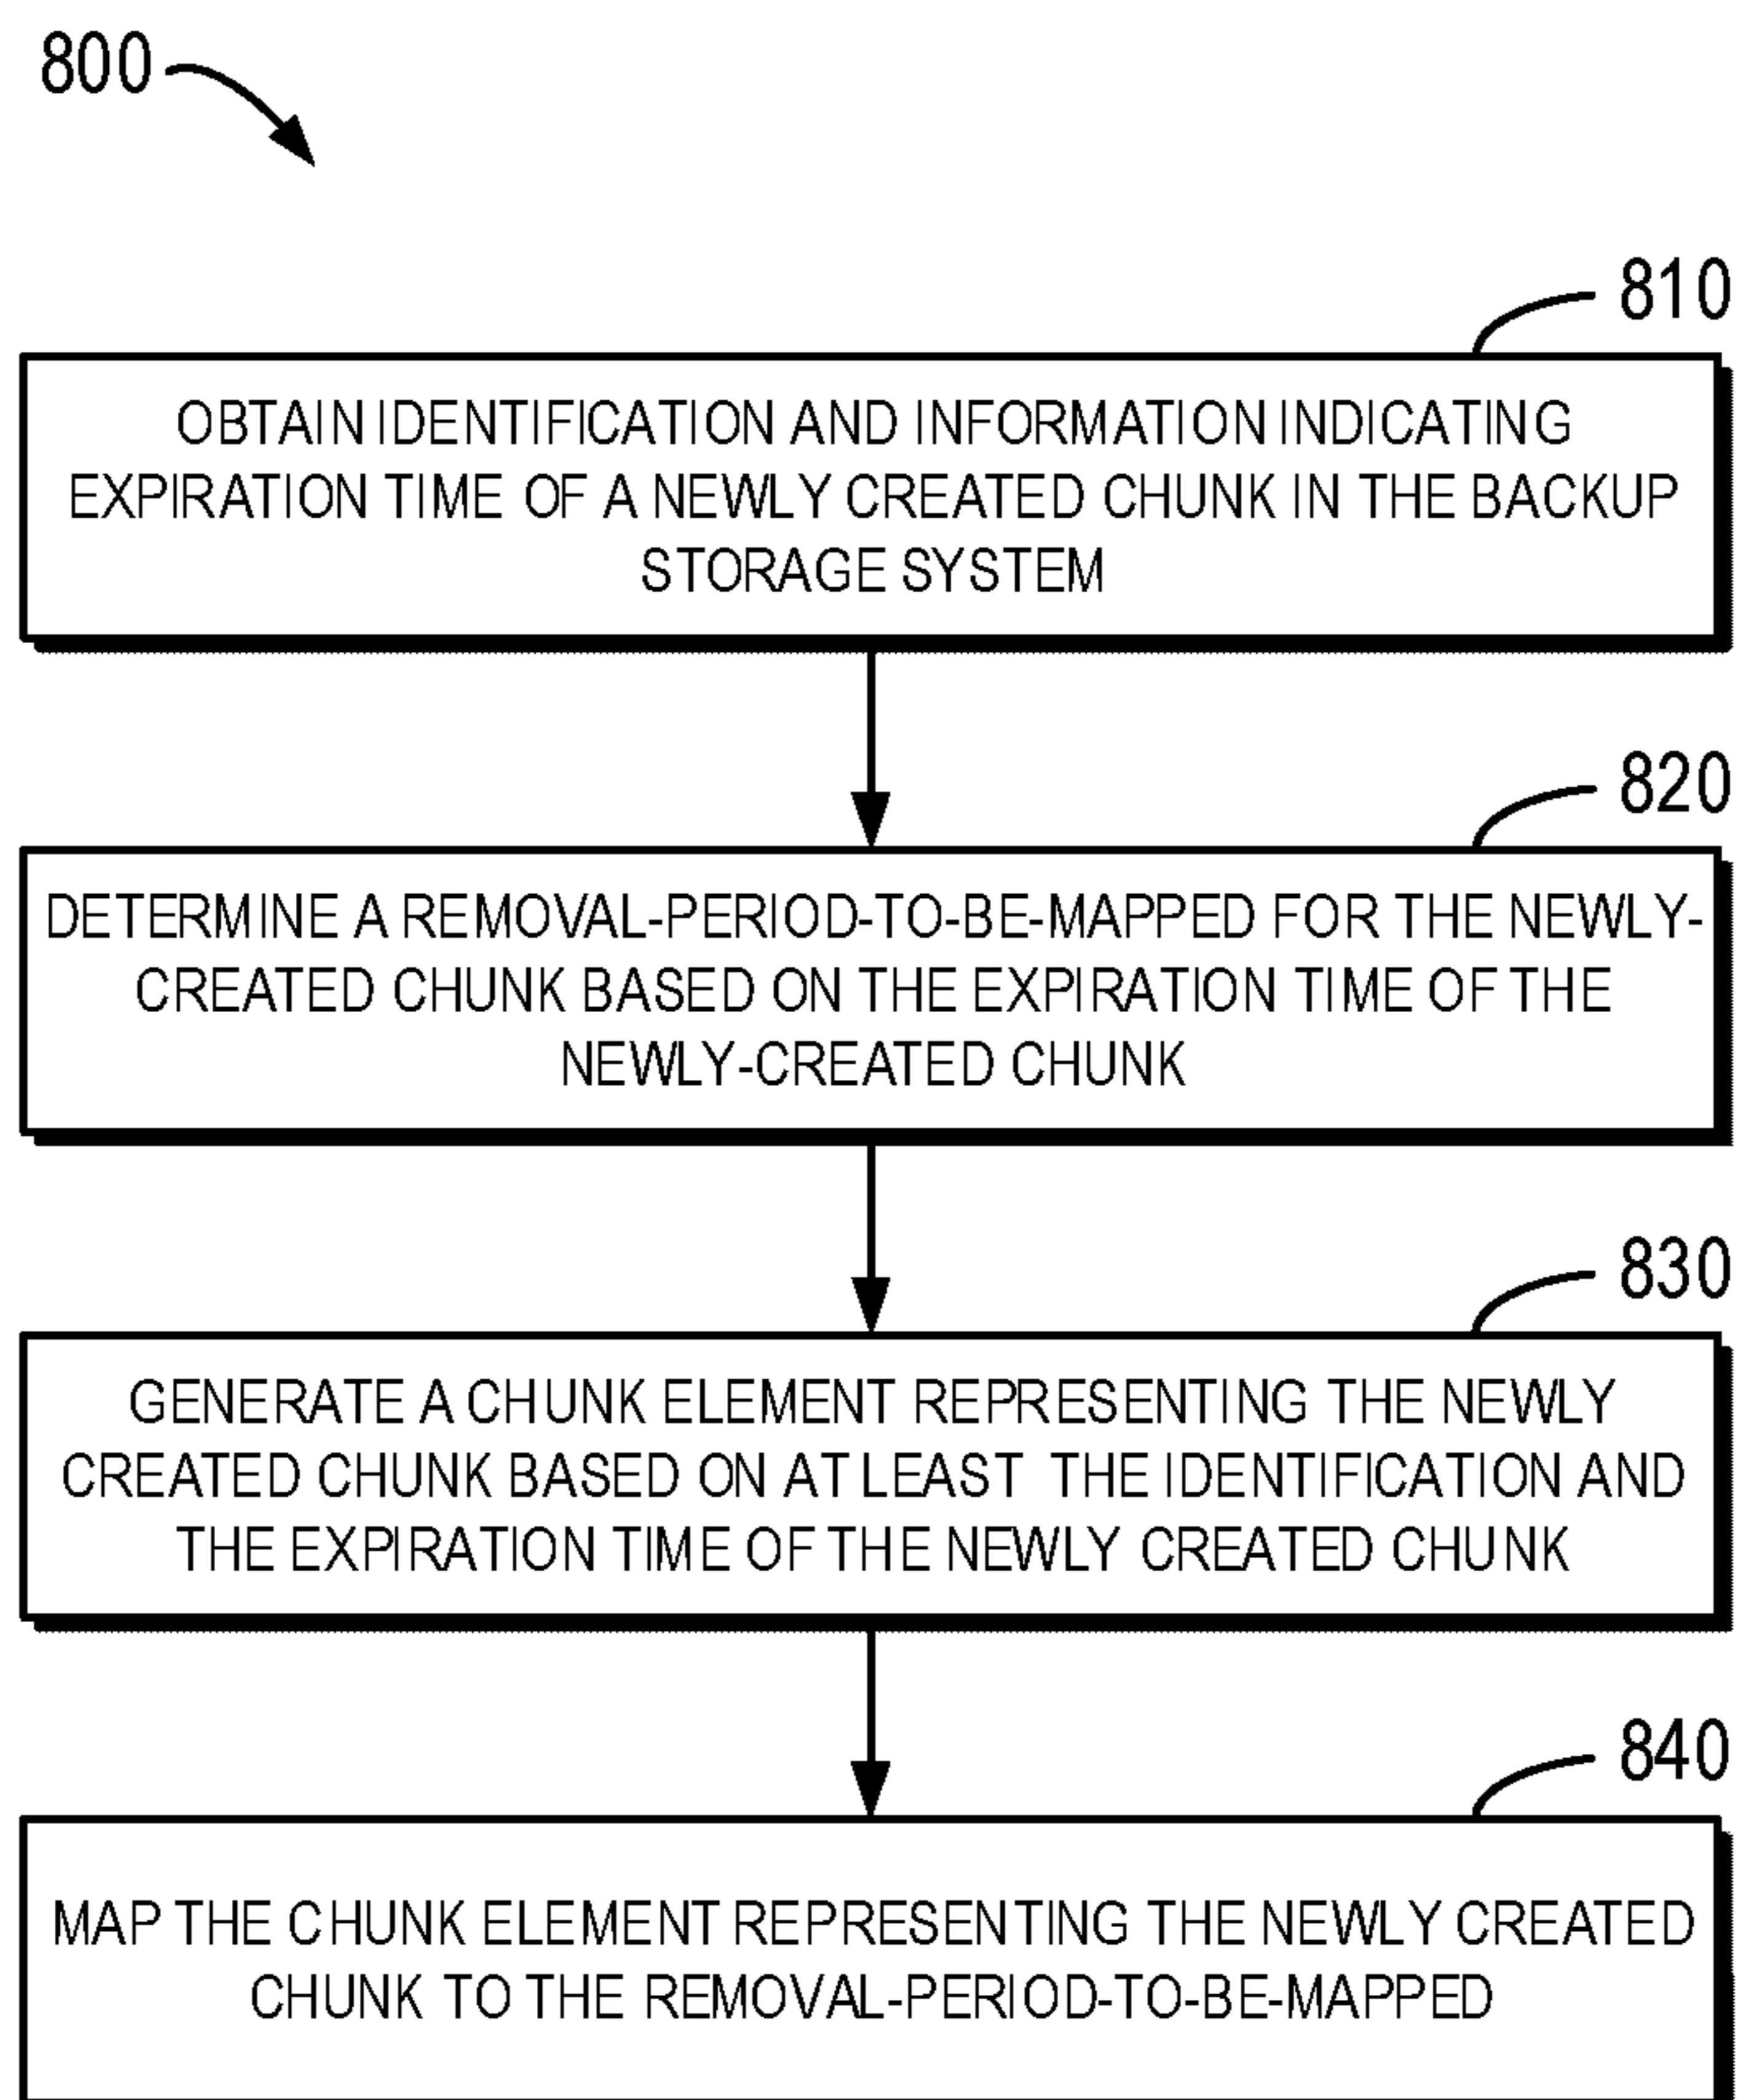 800
810
OBTAIN IDENTIFICATION AND INFORMATION INDICATING
EXPIRATION TIME OF A NEWLY CREATED CHUNK IN THE BACKUP
STORAGE SYSTEM
820
DETERMINE A REMOVAL-PERIOD-TO-BE-MAPPED FOR THE NEWLY-
CREATED CHUNK BASED ON THE EXPIRATION TIME OF THE
NEWLY-CREATED CHUNK
830
GENERATE A CHUNK ELEMENT REPRESENTING THE NEWLY
CREATED CHUNK BASED ON AT LEAST THE IDENTIFICATION AND
THE EXPIRATION TIME OF THE NEWLY CREATED CHUNK
840
MAP THE CHUNK ELEMENT REPRESENTING THE NEWLY CREATED
CHUNK TO THE REMOVAL-PERIOD-TO-BE-MAPPED